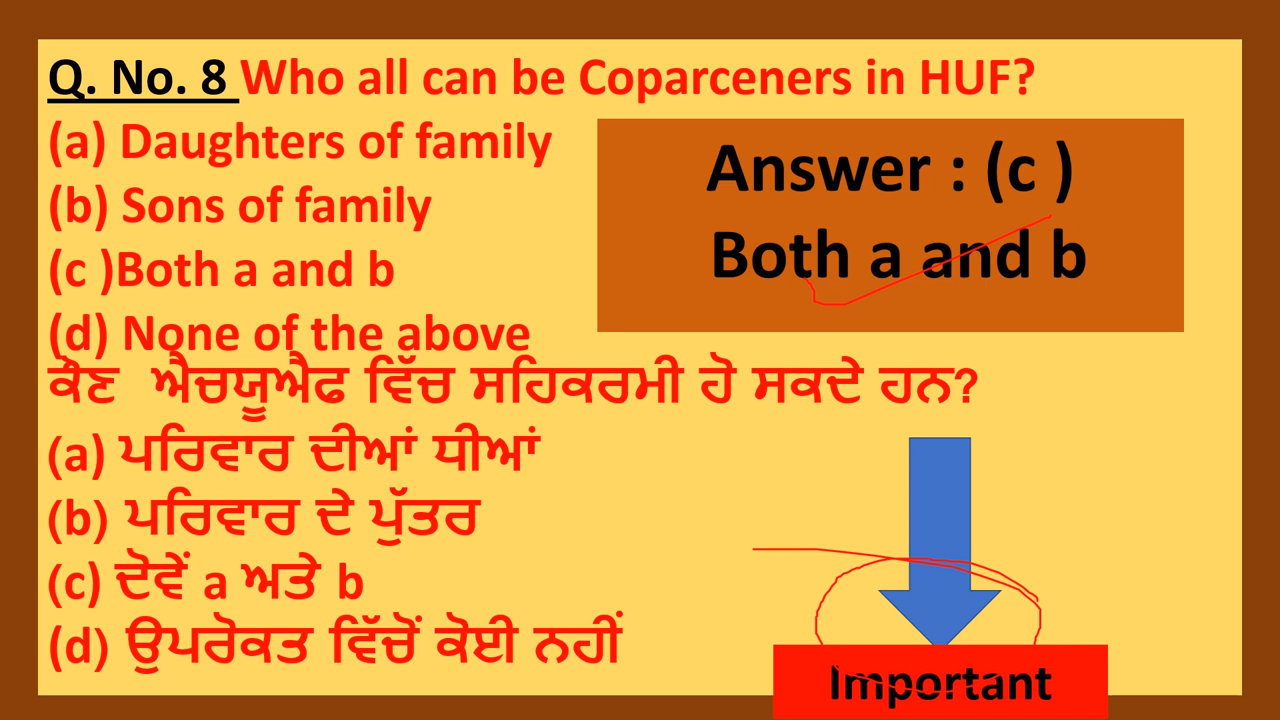 Q. No. 8 Who all can be Coparceners in HUF?
(a) Daughters of family
(b) Sons of family
(c )Both a and b
(d) None of the above
Answer : (c )
Both a and b
ਕੌਣ ਐਚਯੂਐਫ ਵਿੱਚ ਸਹਿਕਰਮੀ ਹੋ ਸਕਦੇ ਹਨ?
(a) ਪਰਿਵਾਰ ਦੀਆਂ ਧੀਆਂ
(b) ਪਰਿਵਾਰ ਦੇ ਪੁੱਤਰ
(c) ਦੋਵੇਂ a ਅਤੇ b
(d) ਉਪਰੋਕਤ ਵਿੱਚੋਂ ਕੋਈ ਨਹੀਂ
Important